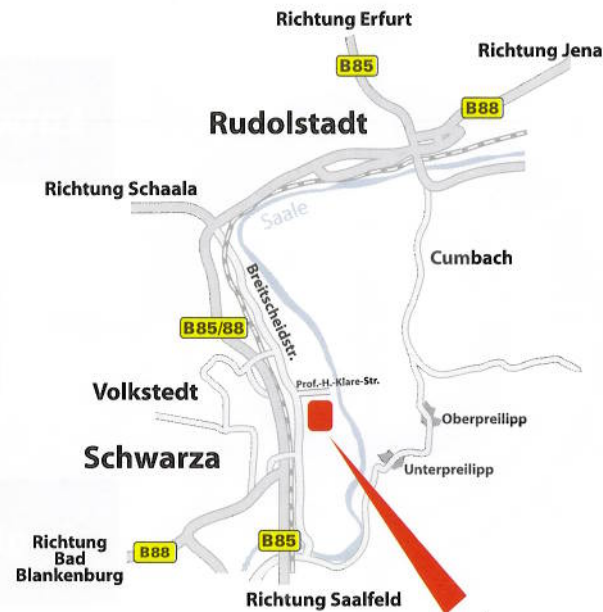 Richtung Erfurt
B85
Richtung Jena
B88
Rudolstadt
Richtung Schaala
Saale
Cumbach
Breitscheidstr.
B85/88
Prof.-H.-Klare-Str.
Volkstedt
Oberpreilipp
Schwarza
Unterpreilipp
Richtung
Bad
Blankenburg
B88
B85
Richtung Saalfeld